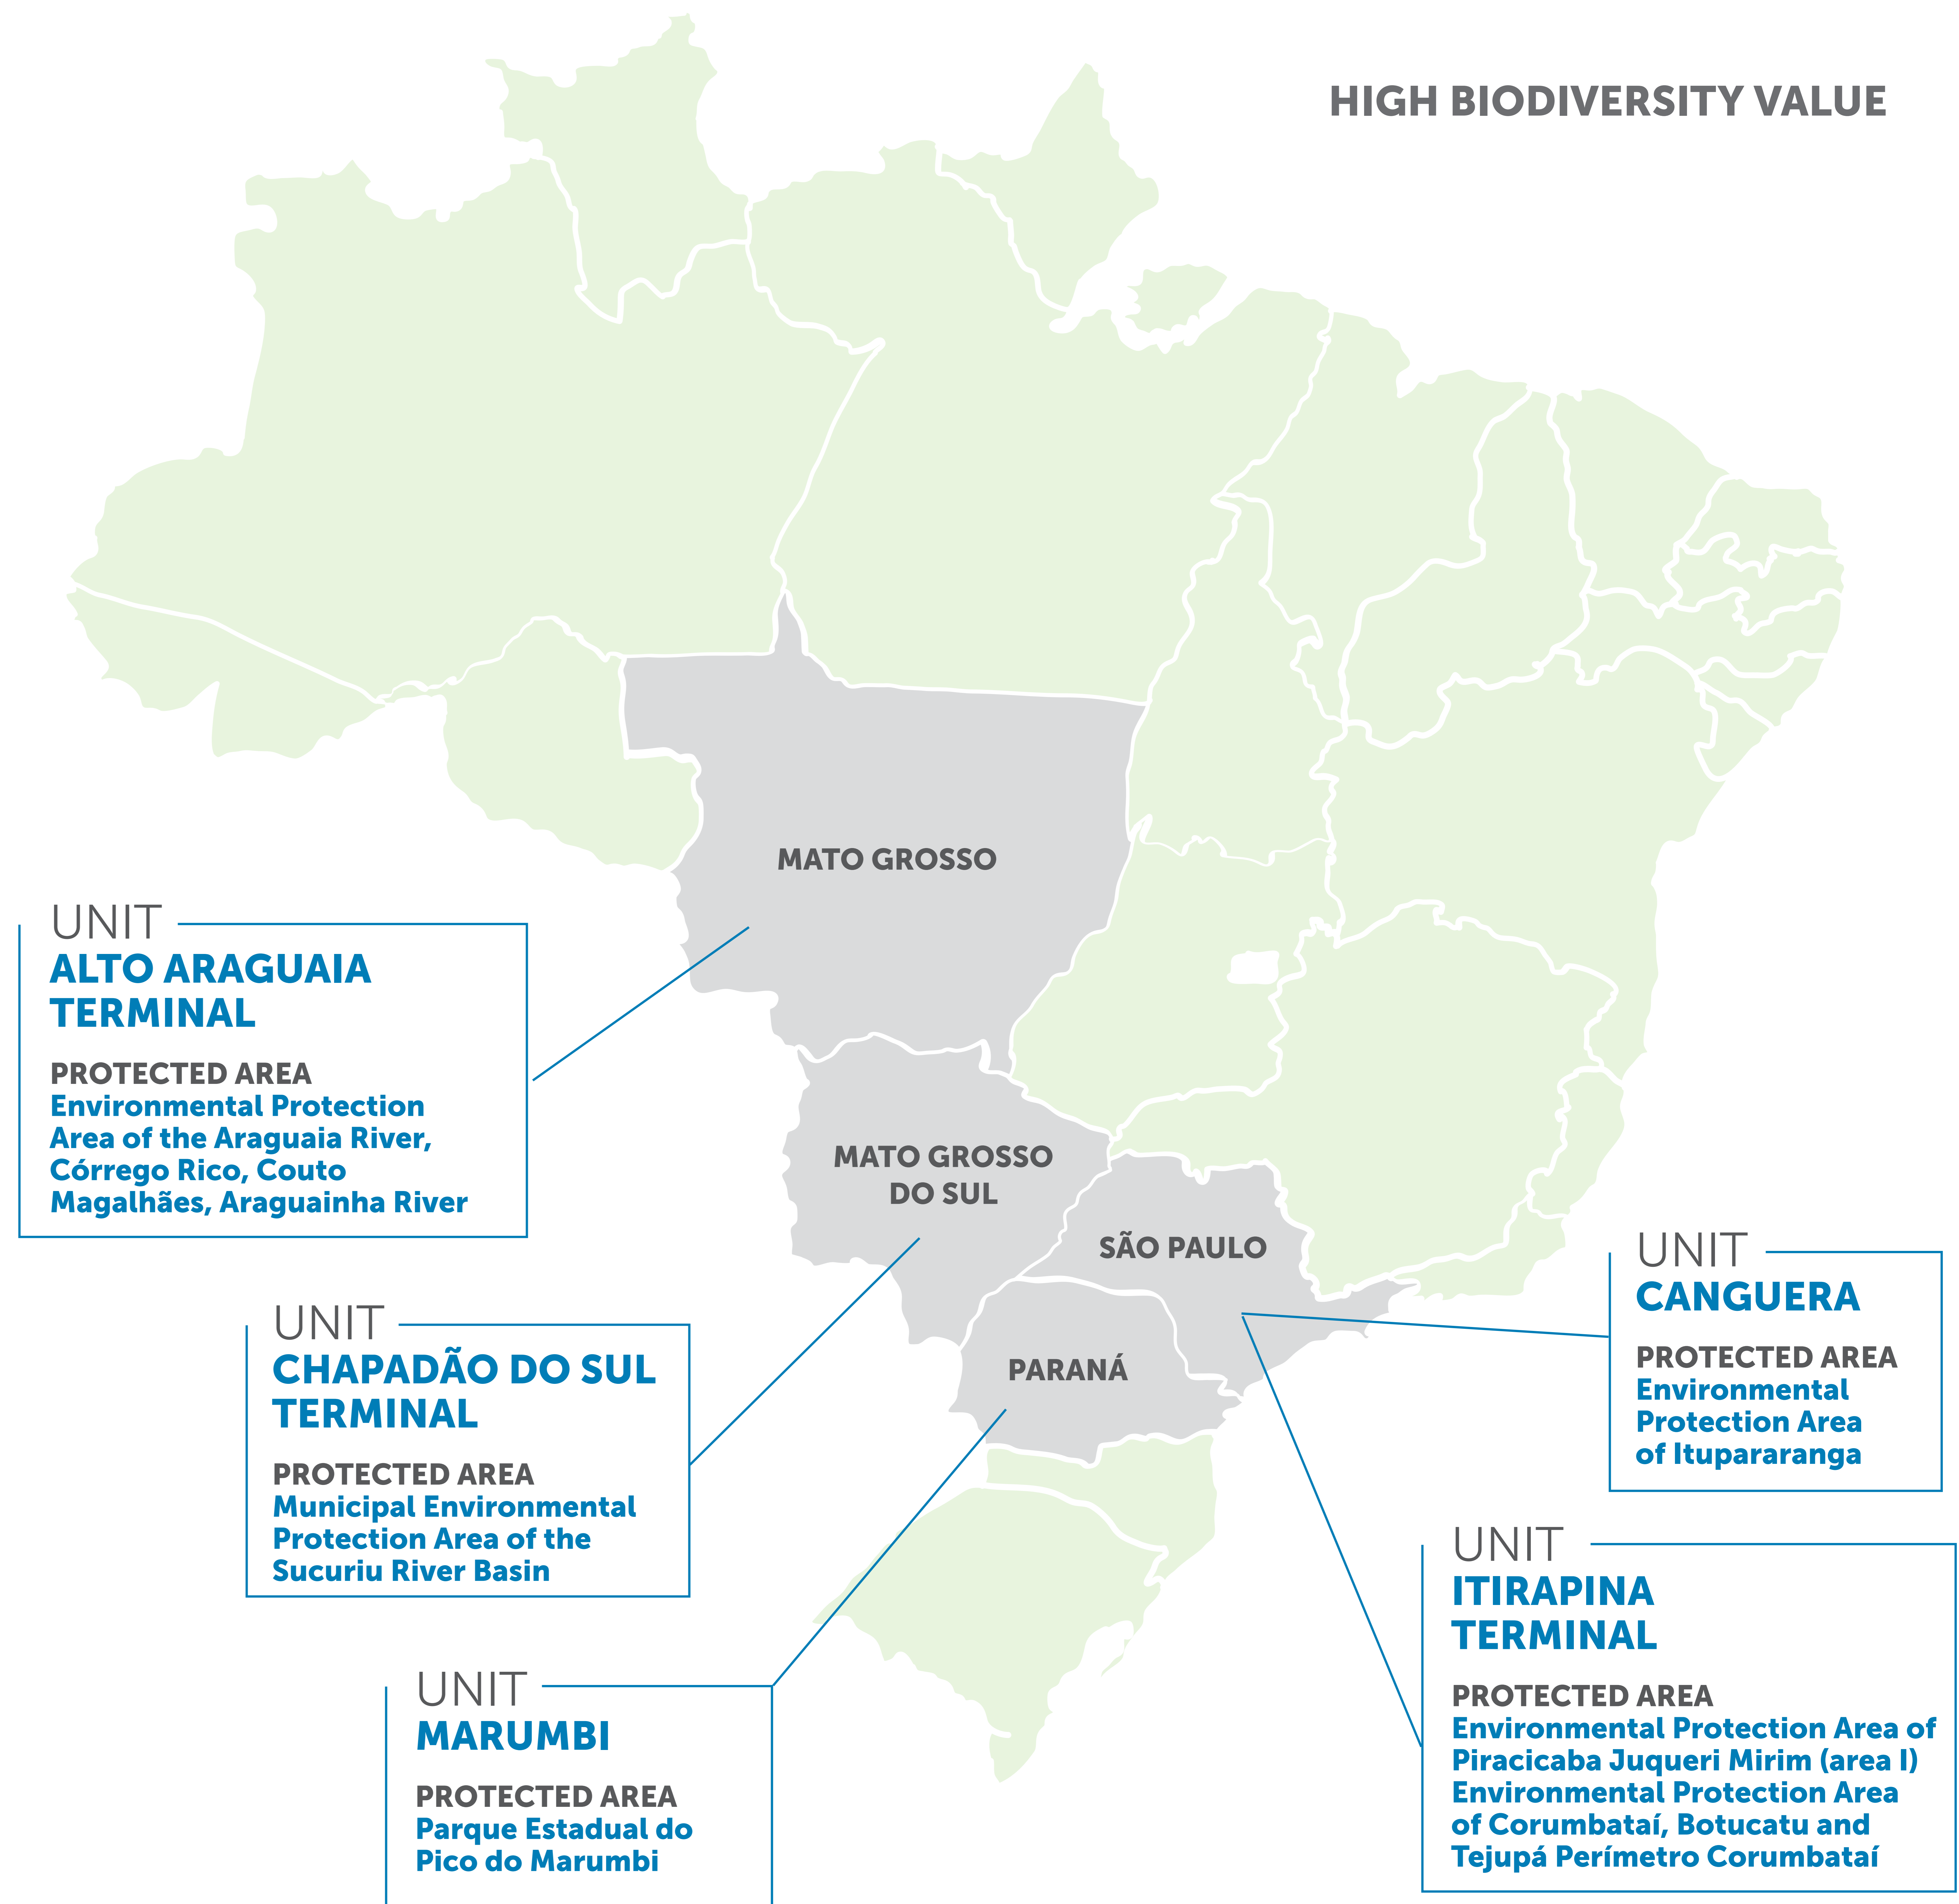 HIGH BIODIVERSITY VALUE
MATO GROSSO
MATO GROSSO
DO SUL
SÃO PAULO
PARANÁ
UNIT
ALTO ARAGUAIA
TERMINAL
PROTECTED AREA
Environmental Protection
Area of the Araguaia River,
Córrego Rico, Couto
Magalhães, Araguainha River
UNIT
CHAPADÃO DO SUL
TERMINAL
PROTECTED AREA
Municipal Environmental
Protection Area of the
Sucuriu River Basin
UNIT
MARUMBI
PROTECTED AREA
Parque Estadual do
Pico do Marumbi
UNIT
CANGUERA
PROTECTED AREA
Environmental
Protection Area
of Itupararanga
UNIT
ITIRAPINA
TERMINAL
PROTECTED AREA
Environmental Protection Area of
Piracicaba Juqueri Mirim (area I)
Environmental Protection Area
of Corumbataí, Botucatu and
Tejupá Perímetro Corumbataí